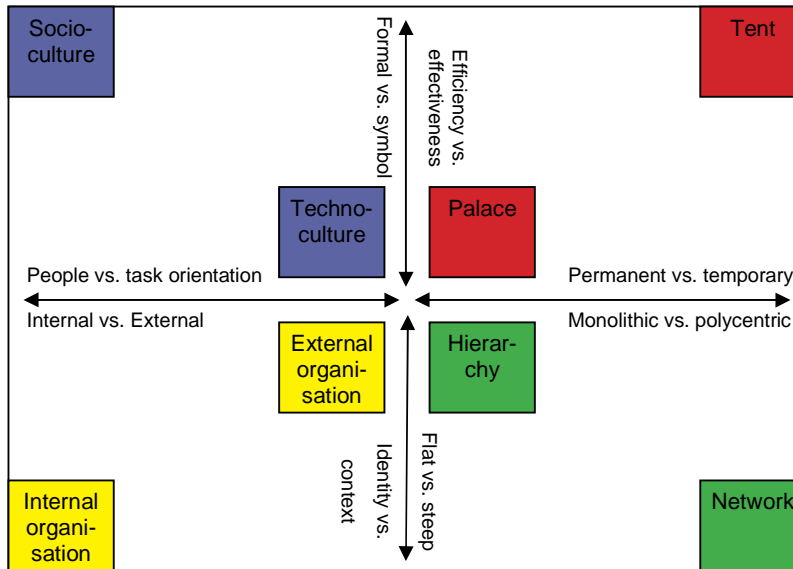 Socio-
culture
Formal vs. symbol
Efficiency vs.
effectiveness
Tent
Techno-
culture
Palace
People vs. task orientation
Permanent vs. temporary
Internal vs. External
Monolithic vs. polycentric
External
organi-
sation
Hierar-
chy
Identity vs.
context
Flat vs. steep
Internal
organi-
sation
Network